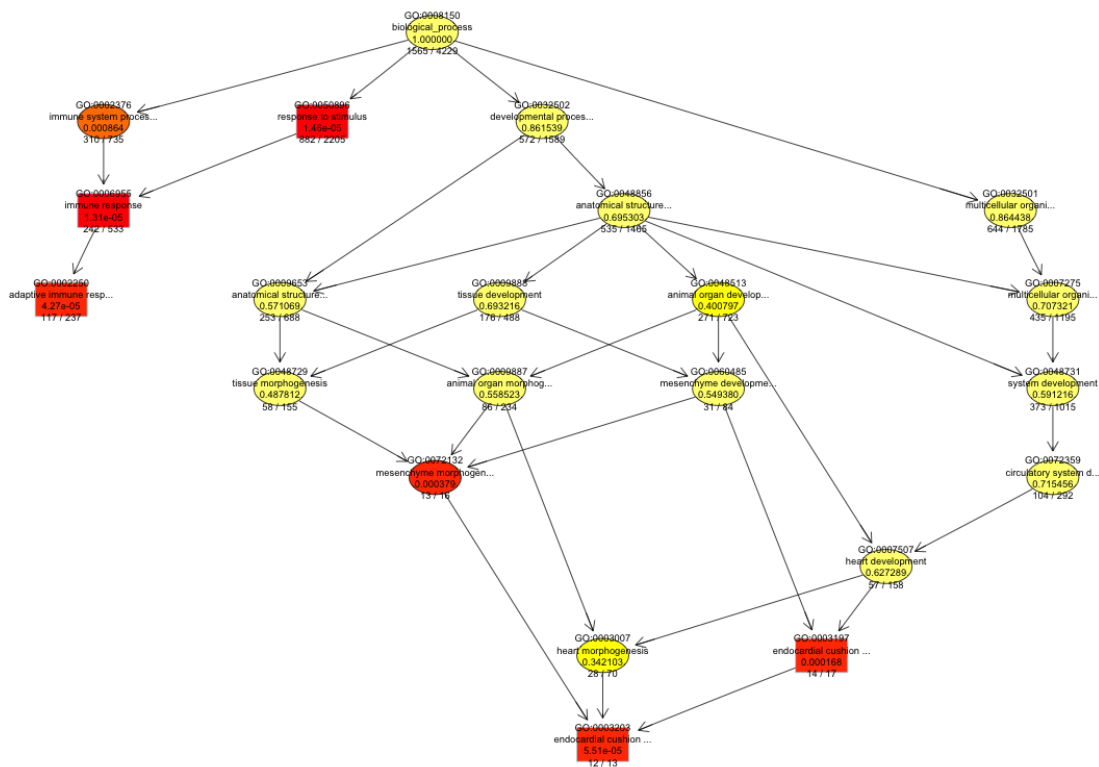 GO:0008150
biological_process
1.000000
1565 / 4229
GO:0002376
immune system proces...
0.000864
310 / 735
GO:0050896
response to stimulus
1.46e-05
882 / 2205
GO:0032502
developmental proces...
0.861539
572 / 1589
GO:0006955
immune response
1.31e-05
242 / 533
GO:0048856
anatomical structure...
0.695303
535 / 1465
GO:0032501
multicellular organi...
0.864438
644 / 1785
GO:0002250
adaptive immune resp...
4.27e-05
117 / 237
GO:0009653
anatomical structure...
0.571069
253 / 688
GO:0009888
tissue development
0.693216
176 / 488
GO:0048513
animal organ develop...
0.400797
271 / 723
GO:0007275
multicellular organi...
0.707321
435 / 1195
GO:0048729
tissue morphogenesis
0.487812
58 / 155
GO:0009887
animal organ morphog...
0.558523
86 / 234
GO:0060485
mesenchyme developme...
0.549380
31 / 84
GO:0048731
system development
0.591216
373 / 1015
GO:0072132
mesenchyme morphogen...
0.000379
13 / 16
GO:0072359
circulatory system d...
0.715456
104 / 292
GO:0007507
heart development
0.627289
57 / 158
GO:0003007
heart morphogenesis
0.342103
28 / 70
GO:0003197
endocardial cushion ...
0.000168
14 / 17
GO:0003203
endocardial cushion ...
5.51e-05
12 / 13